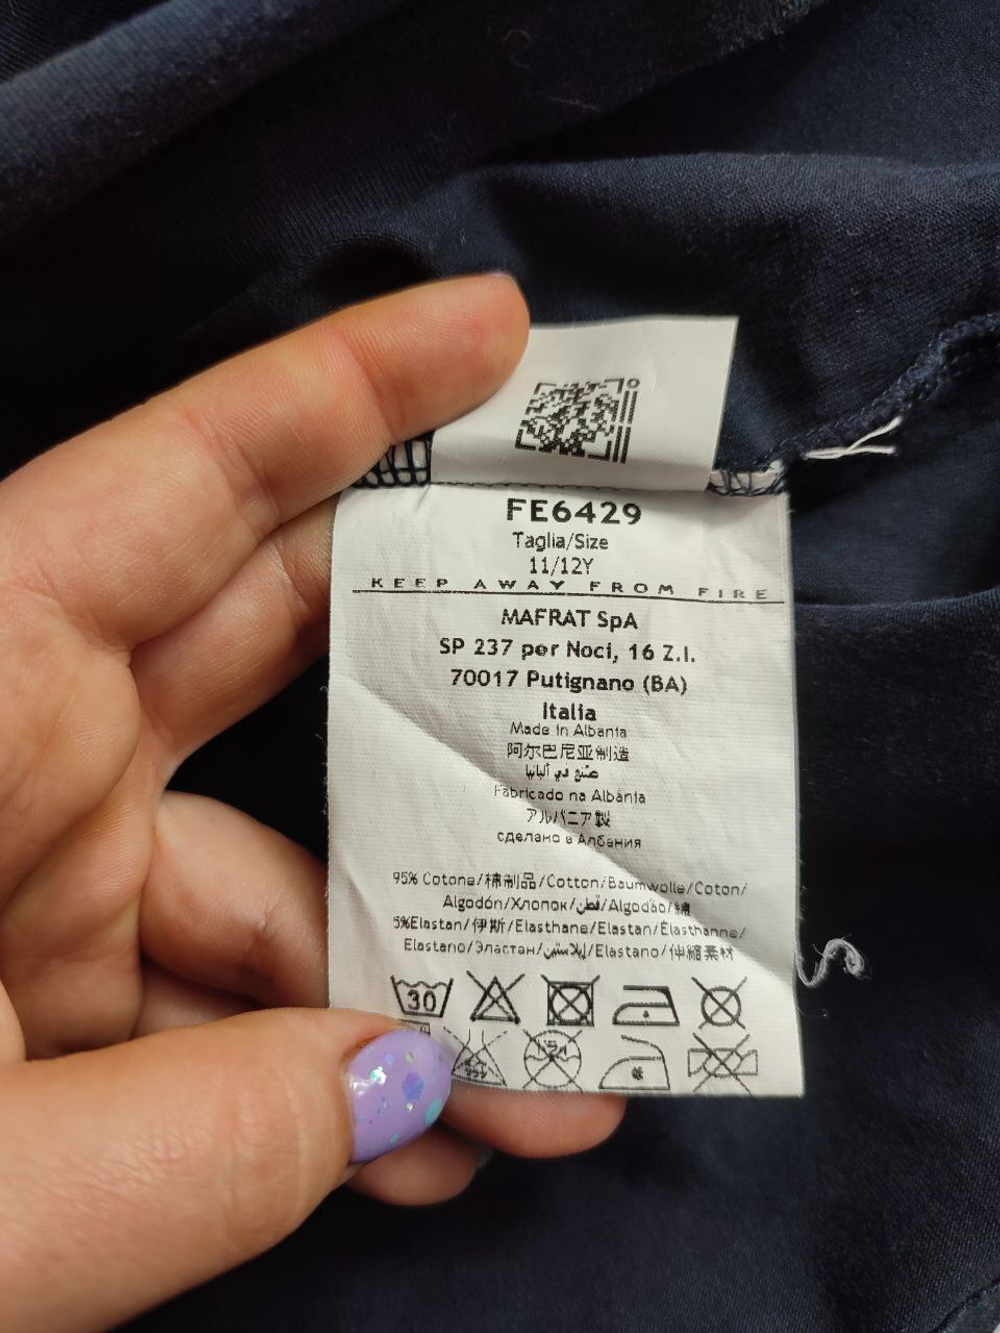 FE6429
Taglia/Size
11/12Y
KEEP AWAY FROM FIRE
MAFRAT SpA
SP 237 per Noci, 16 Z.I.
70017 Putignano (BA)
Italia
Made in Albania
阿尔巴尼亚制造
صنع في ألبانيا
Fabricado na Albânia
アルバニア製
сделано в Албания
95% Cotone/棉制品/Cotton/Baumwolle/Coton/
Algodón/Хлопок/قطن/Algodão/綿
5%Elastan/伊斯/Elasthane/Elastan/Elasthanne/
Elastano/Эластан/إيلاستين/Elastano/伸縮素材
30